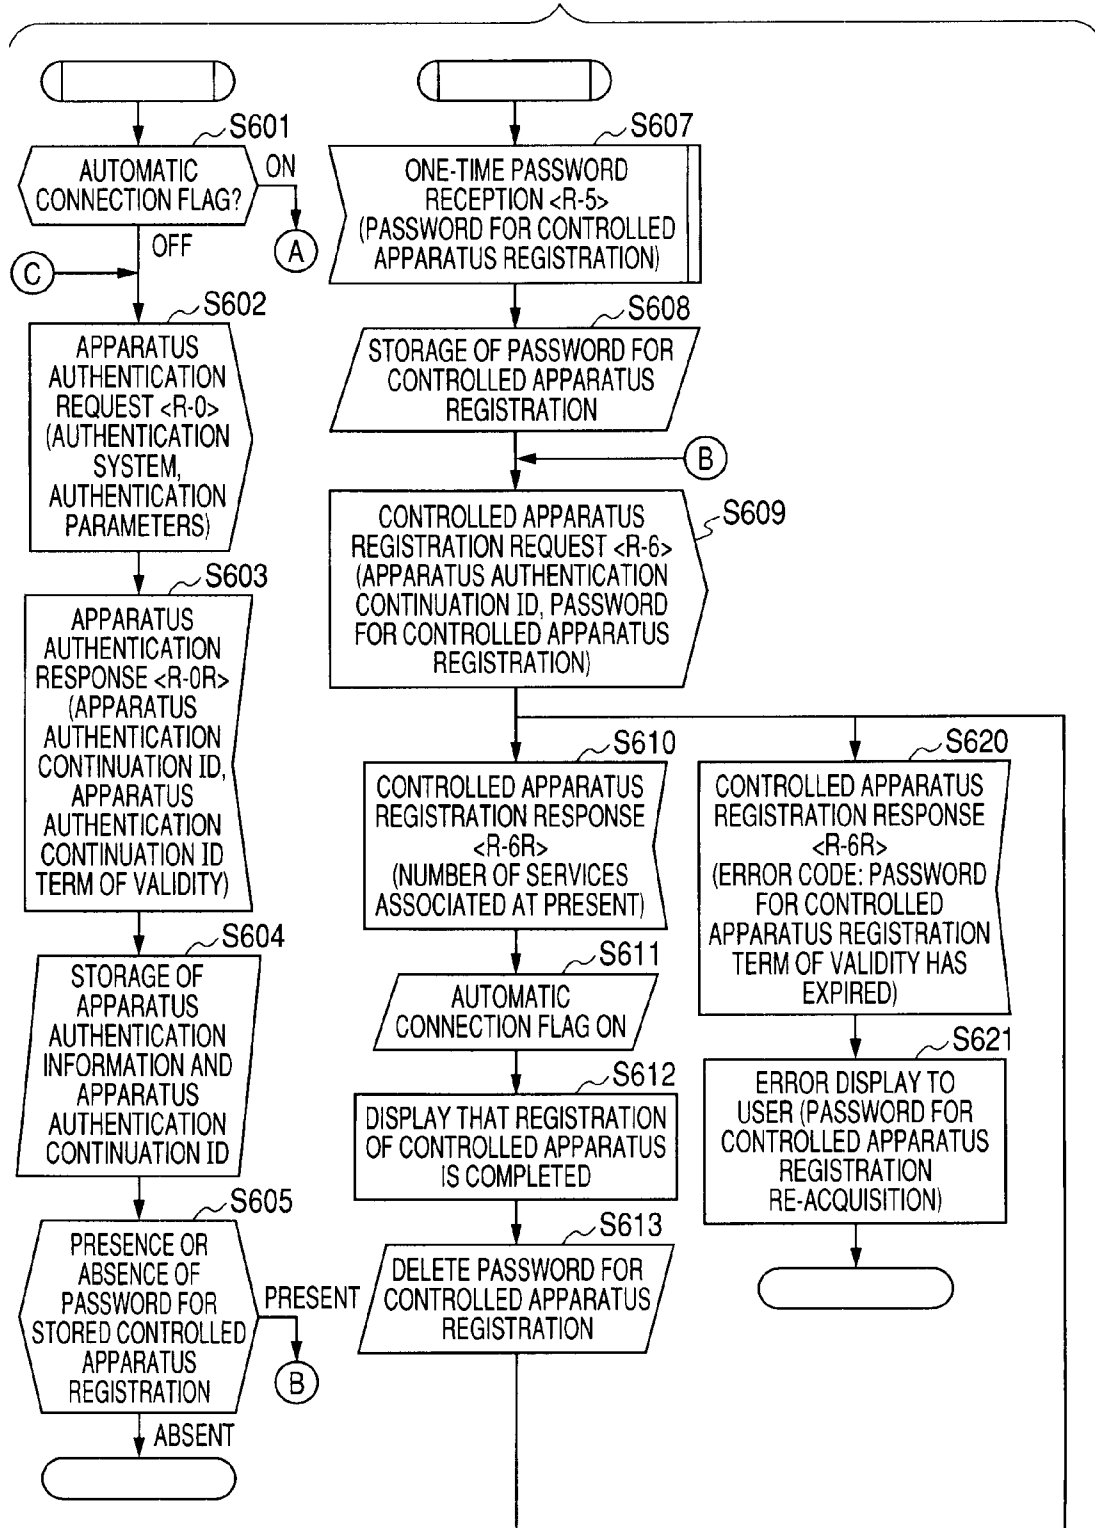 S601
AUTOMATIC
CONNECTION FLAG?
ON
A
OFF
C
S602
APPARATUS
AUTHENTICATION
REQUEST <R-0>
(AUTHENTICATION
SYSTEM,
AUTHENTICATION
PARAMETERS)
S603
APPARATUS
AUTHENTICATION
RESPONSE <R-0R>
(APPARATUS
AUTHENTICATION
CONTINUATION ID,
APPARATUS
AUTHENTICATION
CONTINUATION ID
TERM OF VALIDITY)
S604
STORAGE OF
APPARATUS
AUTHENTICATION
INFORMATION AND
APPARATUS
AUTHENTICATION
CONTINUATION ID
S605
PRESENCE OR
ABSENCE OF
PASSWORD FOR
STORED CONTROLLED
APPARATUS
REGISTRATION
PRESENT
B
ABSENT
S607
ONE-TIME PASSWORD
RECEPTION <R-5>
(PASSWORD FOR CONTROLLED
APPARATUS REGISTRATION)
S608
STORAGE OF PASSWORD FOR
CONTROLLED APPARATUS
REGISTRATION
B
S609
CONTROLLED APPARATUS
REGISTRATION REQUEST <R-6>
(APPARATUS AUTHENTICATION
CONTINUATION ID, PASSWORD
FOR CONTROLLED APPARATUS
REGISTRATION)
S610
CONTROLLED APPARATUS
REGISTRATION RESPONSE
<R-6R>
(NUMBER OF SERVICES
ASSOCIATED AT PRESENT)
S611
AUTOMATIC
CONNECTION FLAG ON
S612
DISPLAY THAT REGISTRATION
OF CONTROLLED APPARATUS
IS COMPLETED
S613
DELETE PASSWORD FOR
CONTROLLED APPARATUS
REGISTRATION
S620
CONTROLLED APPARATUS
REGISTRATION RESPONSE
<R-6R>
(ERROR CODE: PASSWORD
FOR CONTROLLED
APPARATUS REGISTRATION
TERM OF VALIDITY HAS
EXPIRED)
S621
ERROR DISPLAY TO
USER (PASSWORD FOR
CONTROLLED APPARATUS
REGISTRATION
RE-ACQUISITION)